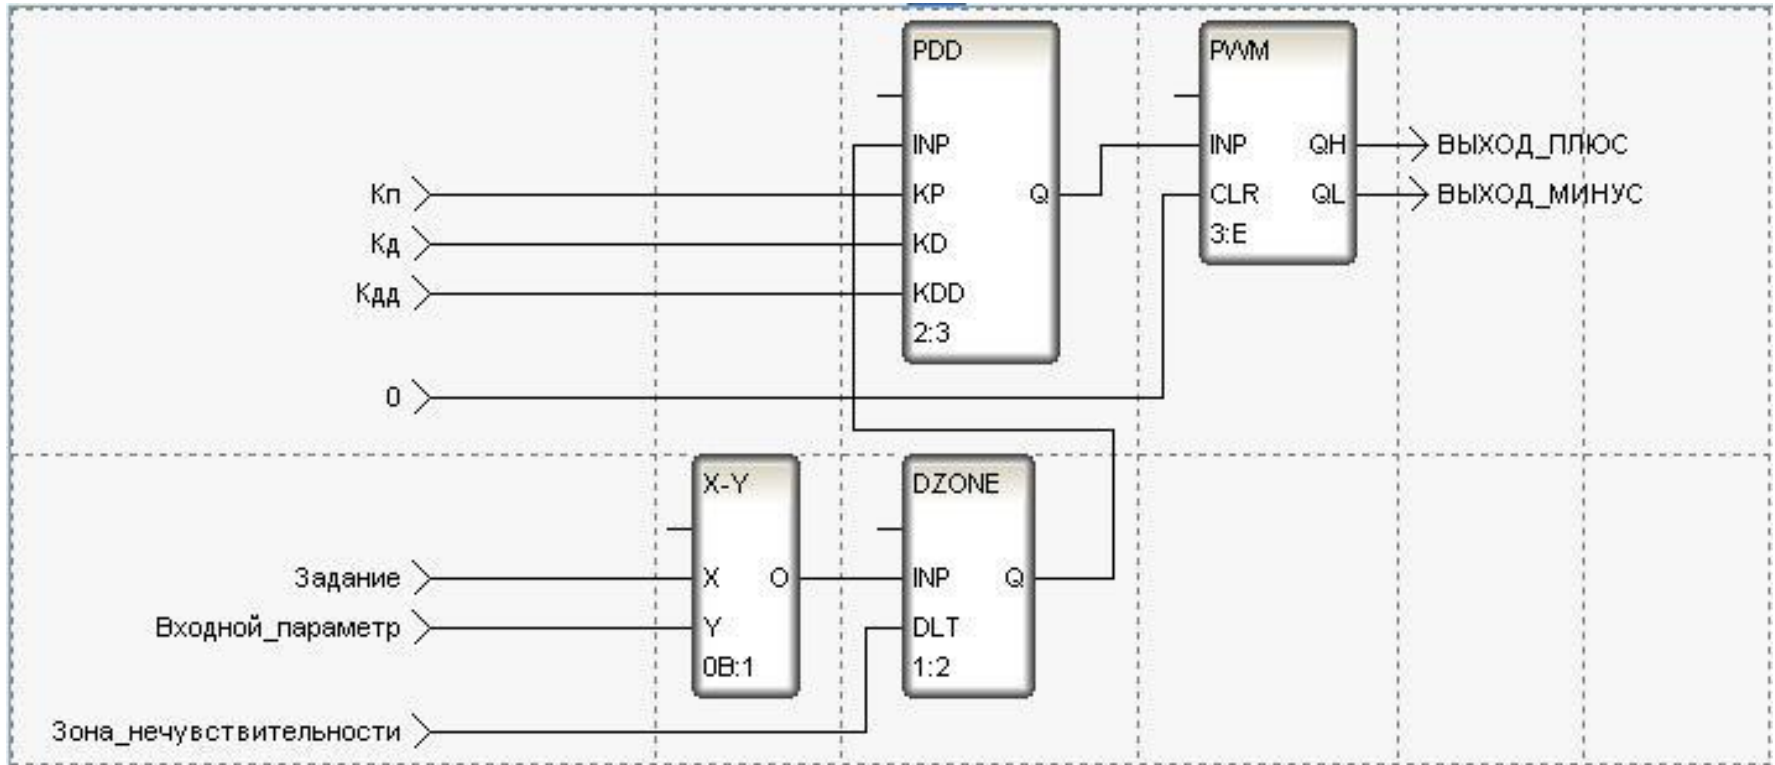 PDD
PWM
INP
INP
QH
ВЫХОД_ПЛЮС
Кп
KP
Q
CLR
QL
ВЫХОД_МИНУС
Кд
KD
3:E
Кдд
KDD
2:3
0
X-Y
DZONE
Задание
X
O
INP
Q
Входной_параметр
Y
DLT
0B:1
1:2
Зона_нечувствительности